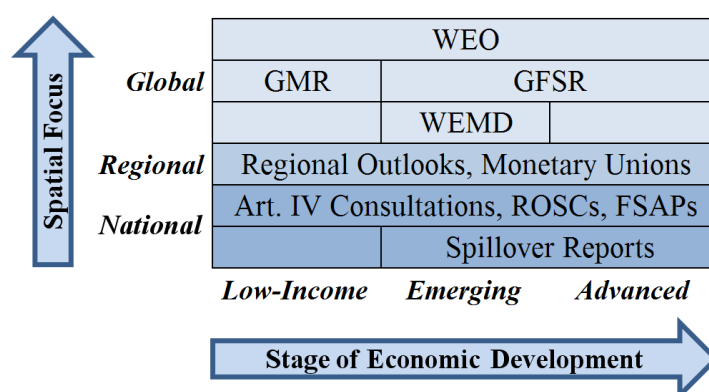 WEO
Global
GMR
GFSR
WEMD
Regional
Regional Outlooks, Monetary Unions
National
Art. IV Consultations, ROSCs, FSAPs
Spillover Reports
Low-Income
Emerging
Advanced
Spatial Focus
Stage of Economic Development